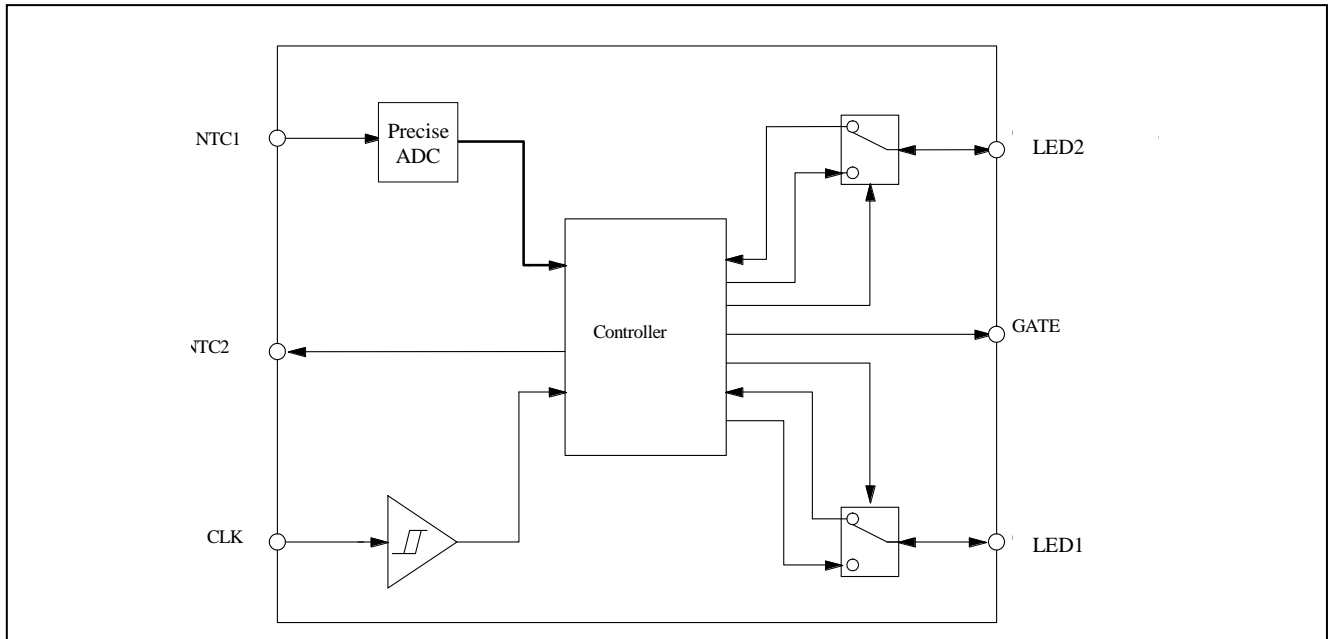 NTC1
Precise
ADC
LED2
Controller
GATE
NTC2
CLK
LED1